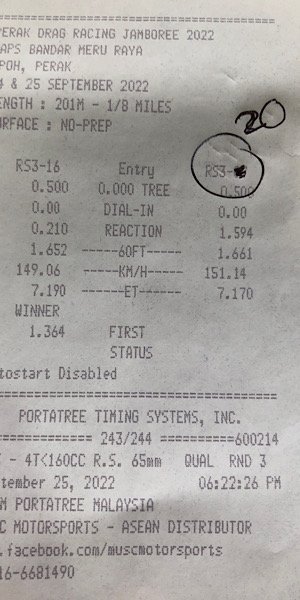 PERAK DRAG RACING JAMBOREE 2022
APS BANDAR MERU RAYA
POH, PERAK
& 25 SEPTEMBER 2022
ENGTH : 201M - 1/8 MILES
URFACE : NO-PREP
20
RS3-16 Entry RS3-
0.500 0.000 TREE 0.500
0.00 DIAL-IN 0.00
0.210 REACTION 1.594
1.652 -----60FT----- 1.661
149.06 -----KM/H----- 151.14
7.190 ------ET------ 7.170
WINNER
1.364 FIRST
STATUS
tostart Disabled
PORTATREE TIMING SYSTEMS, INC.
============ 243/244 ==========600214
- 4T<160CC R.S. 65mm QUAL RND 3
tember 25, 2022 06:22:26 PM
M PORTATREE MALAYSIA
C MOTORSPORTS - ASEAN DISTRIBUTOR
.facebook.com/muscmotorsports
16-6681490